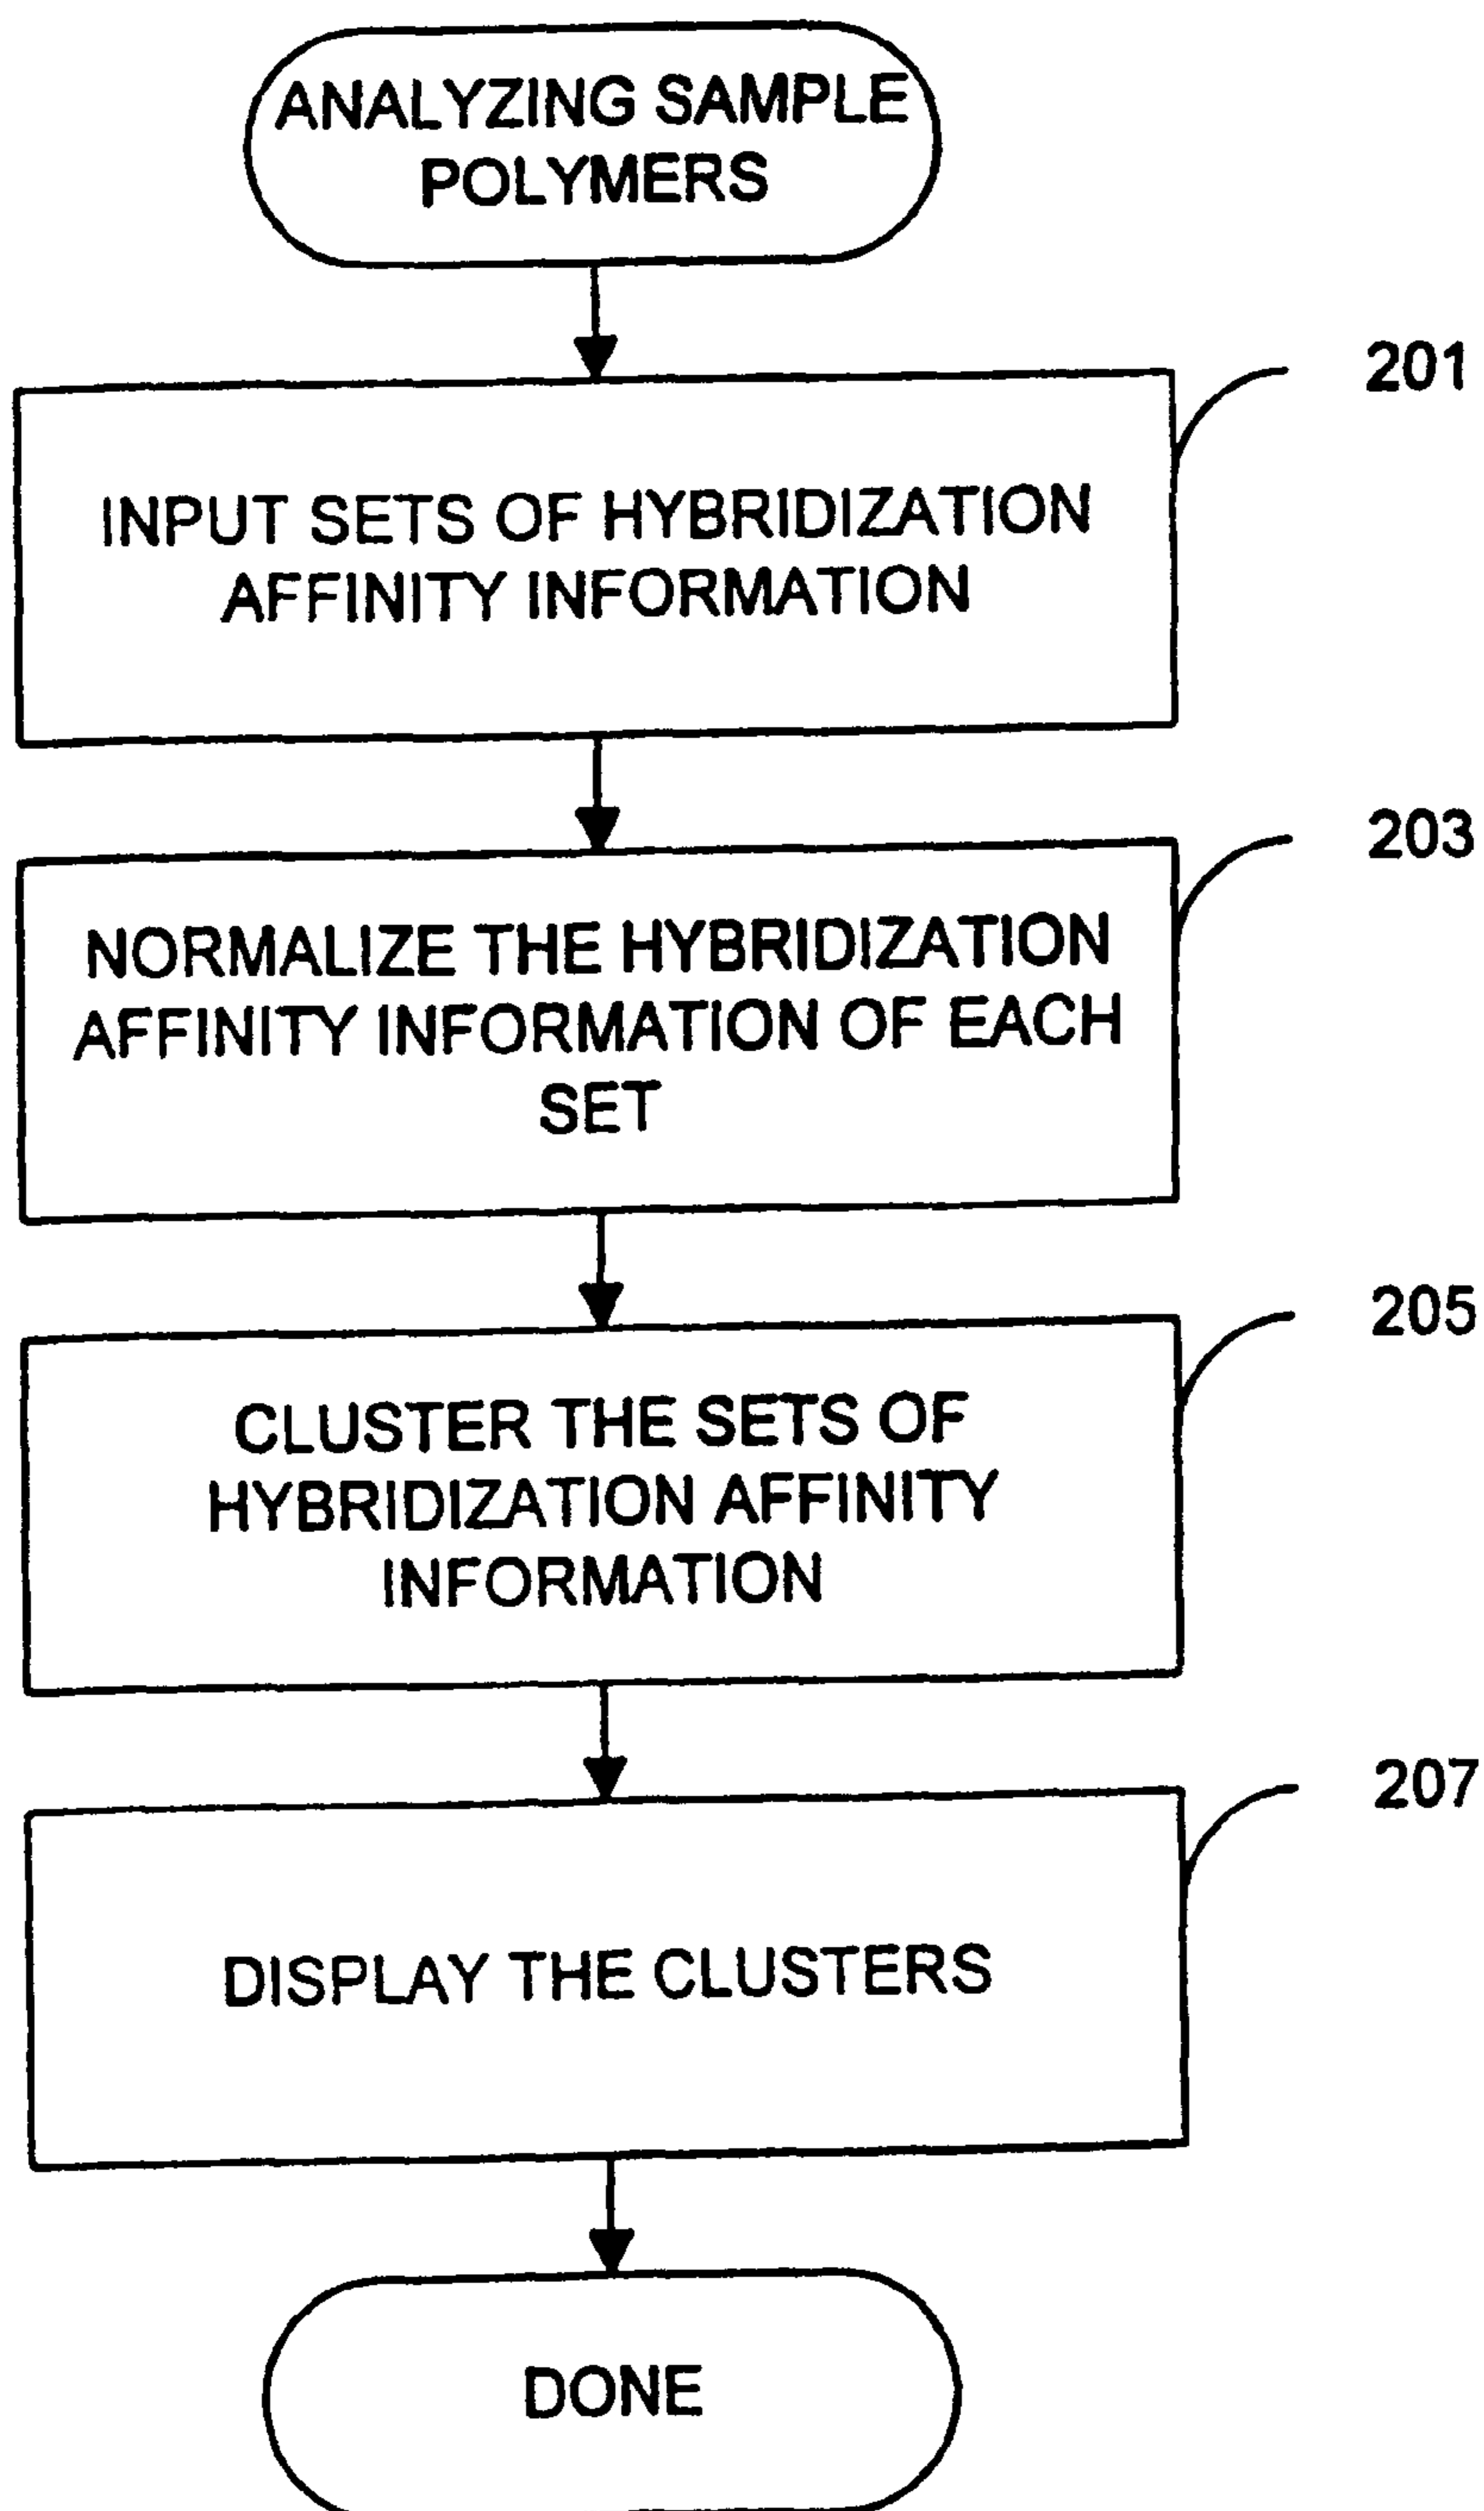 ANALYZING SAMPLE
POLYMERS
201
INPUT SETS OF HYBRIDIZATION
AFFINITY INFORMATION
203
NORMALIZE THE HYBRIDIZATION
AFFINITY INFORMATION OF EACH
SET
205
CLUSTER THE SETS OF
HYBRIDIZATION AFFINITY
INFORMATION
207
DISPLAY THE CLUSTERS
DONE